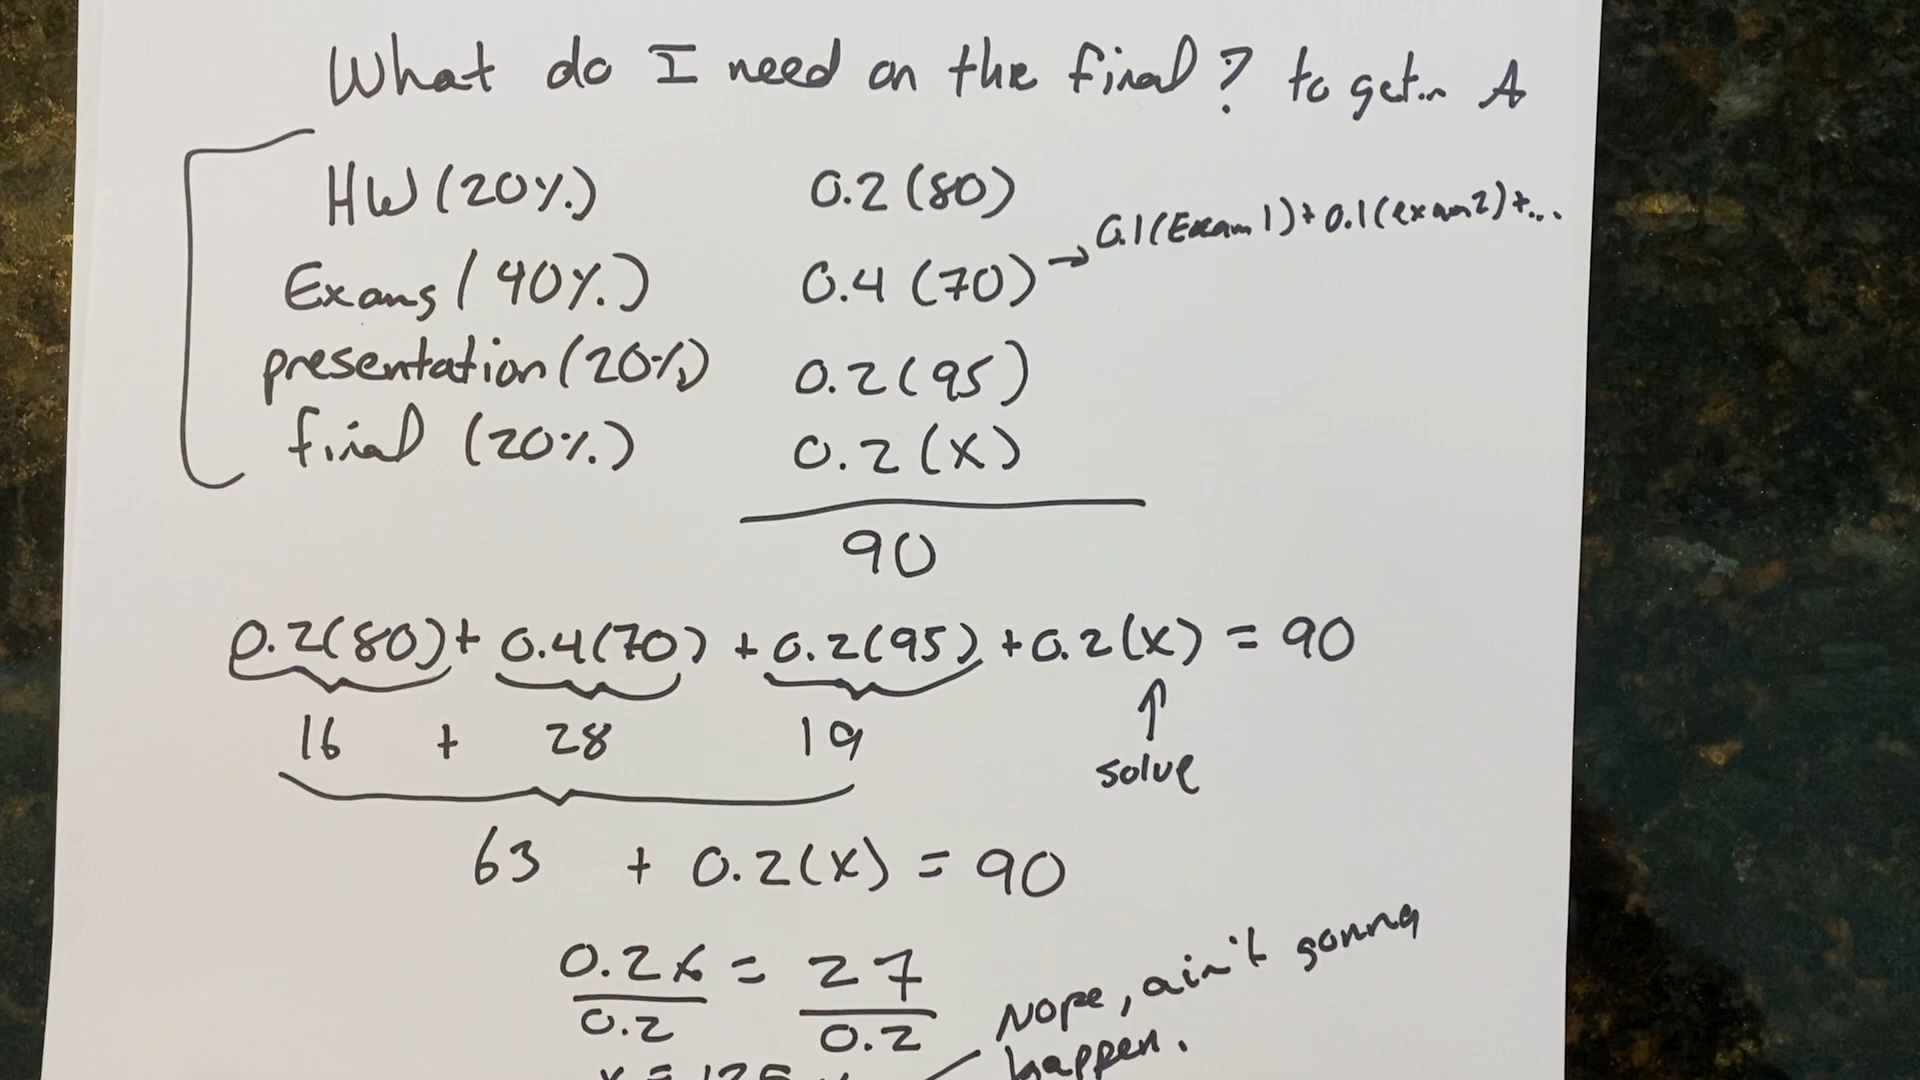 What do I need on the final? to get.. A
HW (20%) 0.2 (80)
Exams (40%) 0.4 (70) → 0.1(Exam 1) + 0.1(exam 2) + ...
presentation (20%) 0.2 (95)
final (20%) 0.2 (x)
90
0.2(80) + 0.4(70) + 0.2(95) + 0.2(x) = 90
16 + 28 19
solve
63 + 0.2(x) = 90
0.2x = 27
0.2 0.2
Nope, ain't gonna
happen.